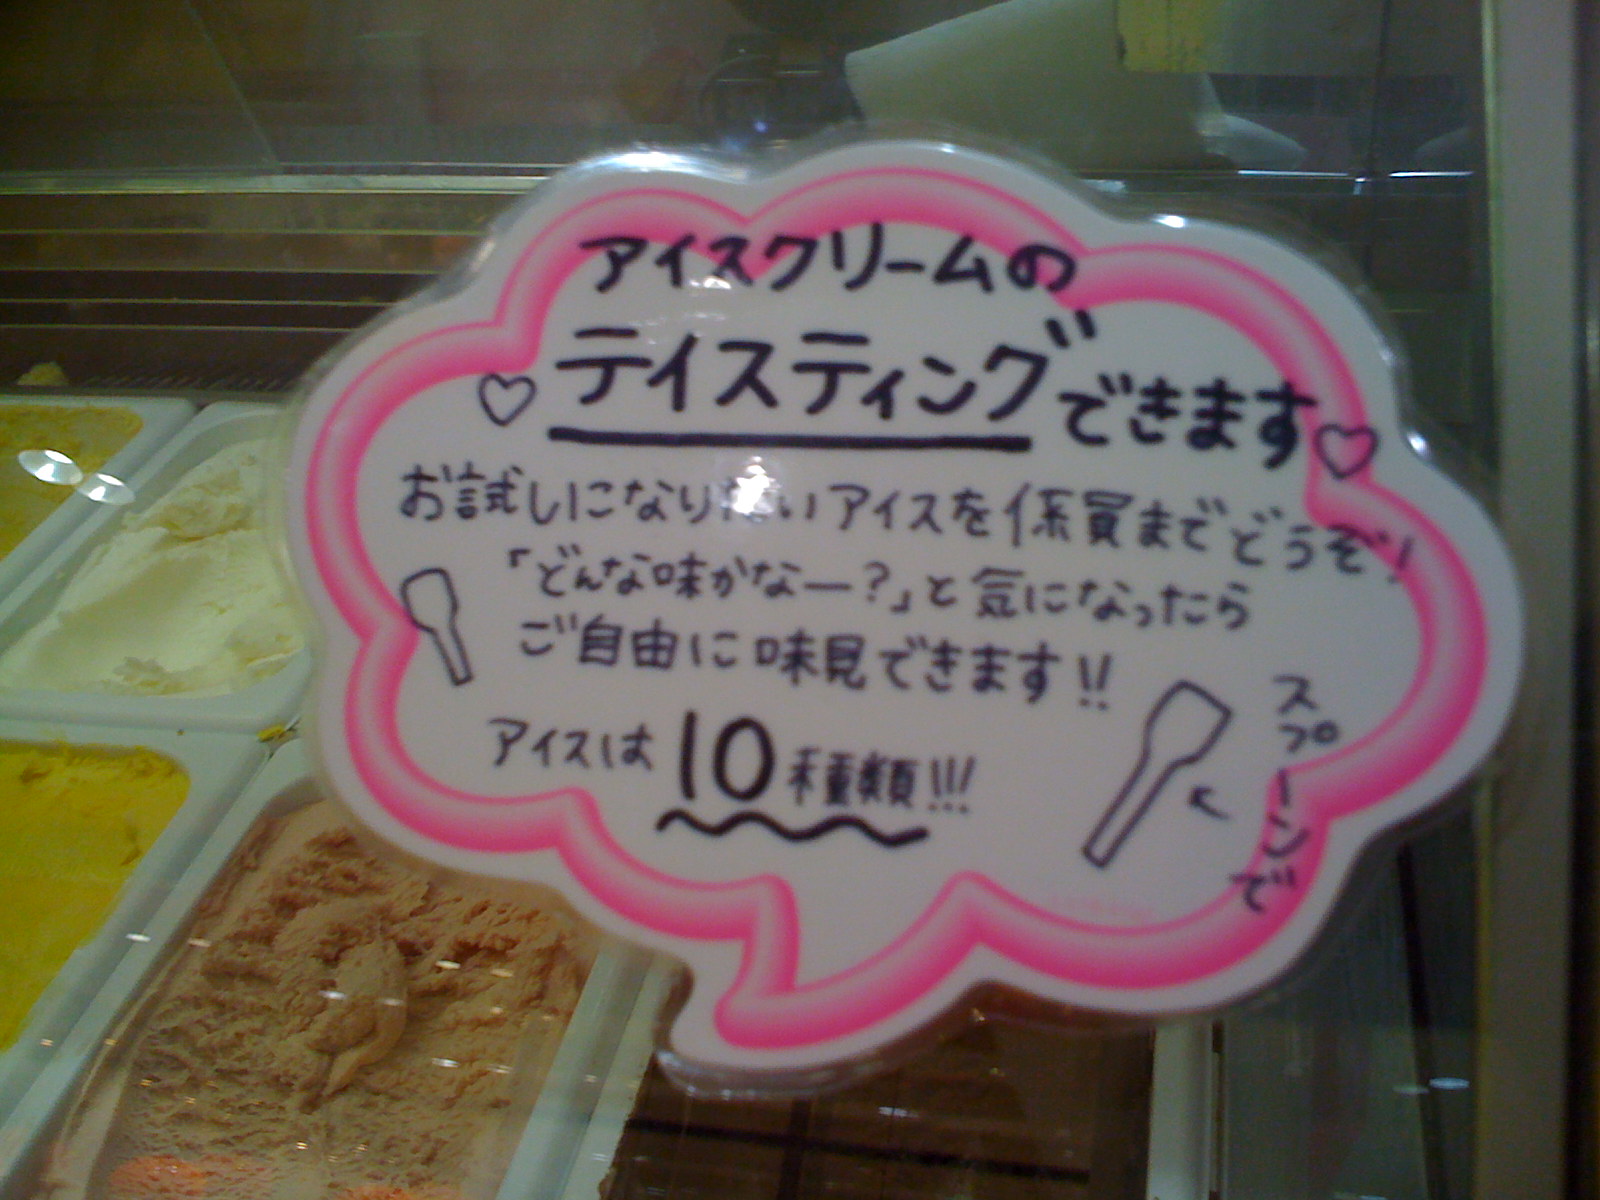 アイスクリームの
♡テイスティングできます♡
お試しになりたいアイスを係員までどうぞ!
「どんな味かなー?」と気になったら
ご自由に味見できます!!
アイスは10種類!!!
スプーンで